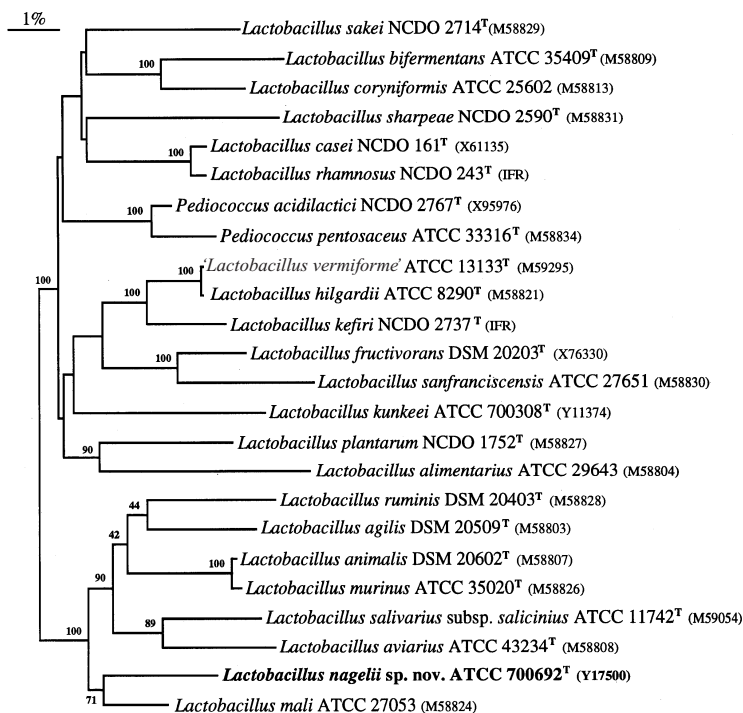 1%
Lactobacillus sakei NCDO 2714T (M58829)
Lactobacillus bifermentans ATCC 35409T (M58809)
100
Lactobacillus coryniformis ATCC 25602 (M58813)
Lactobacillus sharpeae NCDO 2590T (M58831)
Lactobacillus casei NCDO 161T (X61135)
100
Lactobacillus rhamnosus NCDO 243T (IFR)
Pediococcus acidilactici NCDO 2767T (X95976)
100
Pediococcus pentosaceus ATCC 33316T (M58834)
'Lactobacillus vermiforme' ATCC 13133T (M59295)
100
100
Lactobacillus hilgardii ATCC 8290T (M58821)
100
Lactobacillus kefiri NCDO 2737T (IFR)
Lactobacillus fructivorans DSM 20203T (X76330)
100
Lactobacillus sanfranciscensis ATCC 27651 (M58830)
Lactobacillus kunkeei ATCC 700308T (Y11374)
Lactobacillus plantarum NCDO 1752T (M58827)
90
Lactobacillus alimentarius ATCC 29643 (M58804)
Lactobacillus ruminis DSM 20403T (M58828)
44
Lactobacillus agilis DSM 20509T (M58803)
42
Lactobacillus animalis DSM 20602T (M58807)
100
90
Lactobacillus murinus ATCC 35020T (M58826)
Lactobacillus salivarius subsp. salicinius ATCC 11742T (M59054)
89
100
Lactobacillus aviarius ATCC 43234T (M58808)
Lactobacillus nagelii sp. nov. ATCC 700692T (Y17500)
71
Lactobacillus mali ATCC 27053 (M58824)